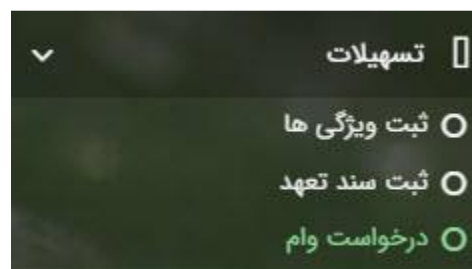 تسهیلات
ثبت ویژگی ها
ثبت سند تعهد
درخواست وام